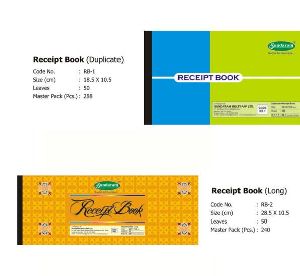 Receipt Book (Duplicate)
Code No. : RB-1
Size (cm) : 18.5 X 10.5
Leaves : 50
Master Pack (Pcs.) : 288
Sundaram
RECEIPT BOOK
Sundaram
Receipt Book
Receipt Book (Long)
Code No. : RB-2
Size (cm) : 28.5 X 10.5
Leaves : 50
Master Pack (Pcs.) : 240